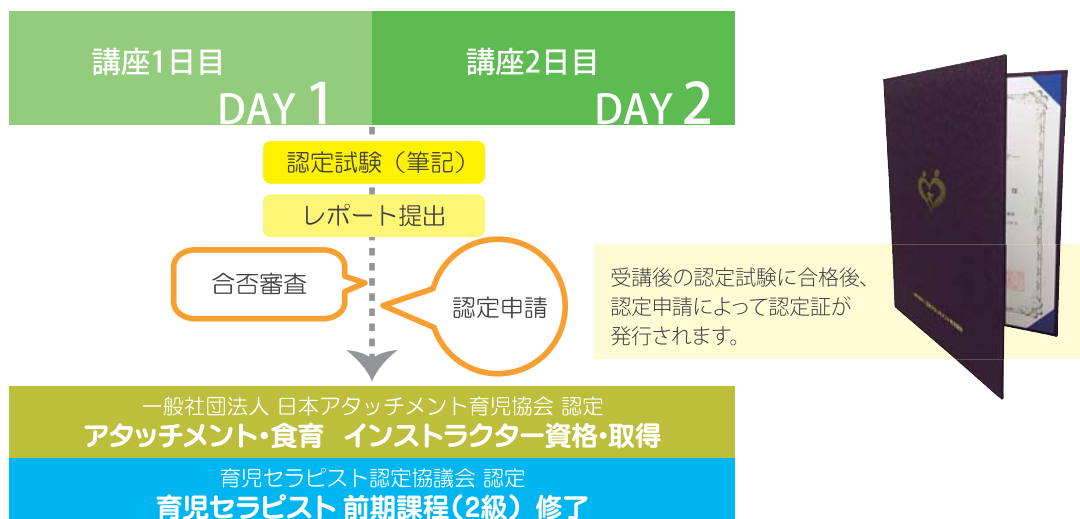 講座1日目
DAY 1
講座2日目
DAY 2
認定試験（筆記）
レポート提出
合否審査
認定申請
受講後の認定試験に合格後、
認定申請によって認定証が
発行されます。
一般社団法人 日本アタッチメント育児協会 認定
アタッチメント・食育 インストラクター資格・取得
育児セラピスト認定協議会 認定
育児セラピスト 前期課程（2級）修了
様